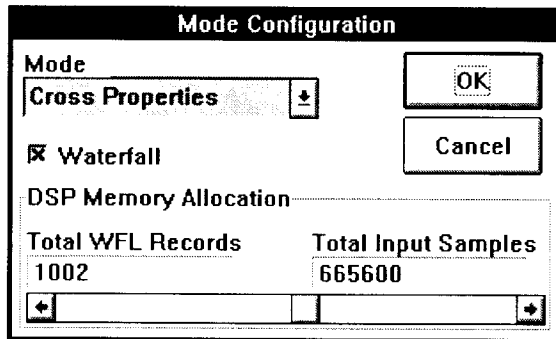 Mode Configuration
Mode
Cross Properties
OK
Waterfall
Cancel
DSP Memory Allocation
Total WFL Records
Total Input Samples
1002
665600